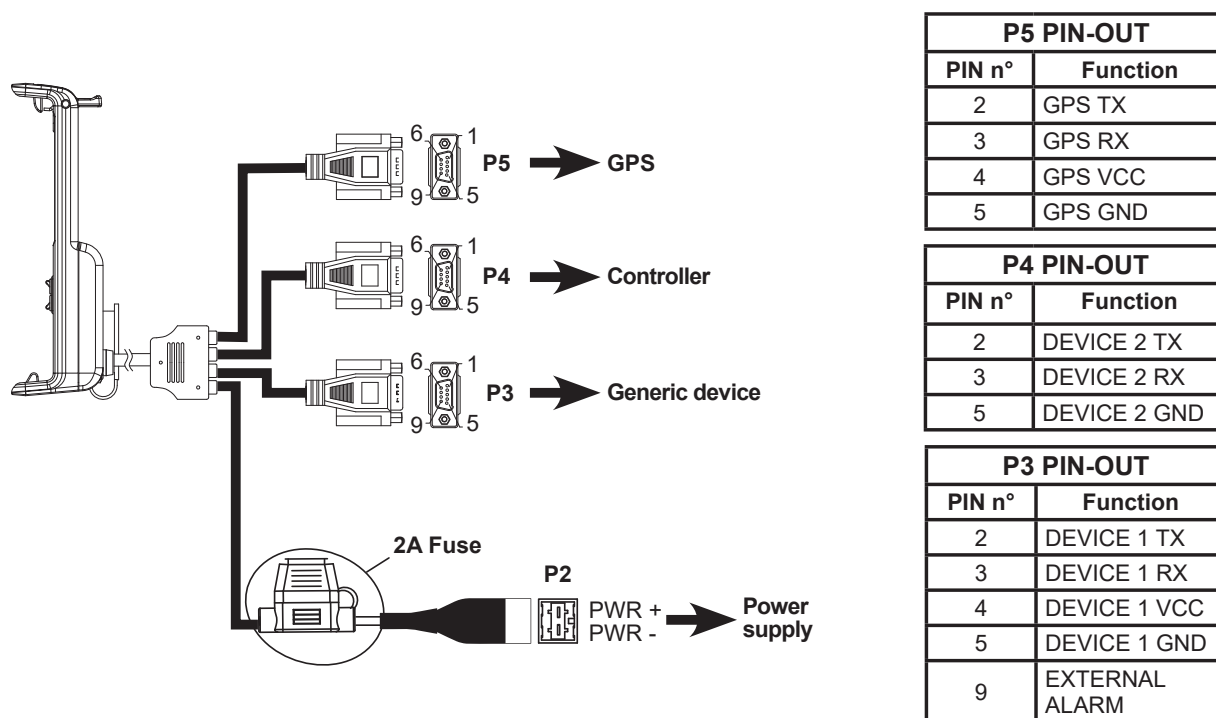 6 1
P5 GPS
9 5
6 1
P4 Controller
9 5
6 1
P3 Generic device
9 5
2A Fuse
P2
PWR +
PWR -
Power
supply
P5 PIN-OUT
PIN n° Function
2 GPS TX
3 GPS RX
4 GPS VCC
5 GPS GND
P4 PIN-OUT
PIN n° Function
2 DEVICE 2 TX
3 DEVICE 2 RX
5 DEVICE 2 GND
P3 PIN-OUT
PIN n° Function
2 DEVICE 1 TX
3 DEVICE 1 RX
4 DEVICE 1 VCC
5 DEVICE 1 GND
9 EXTERNAL
ALARM